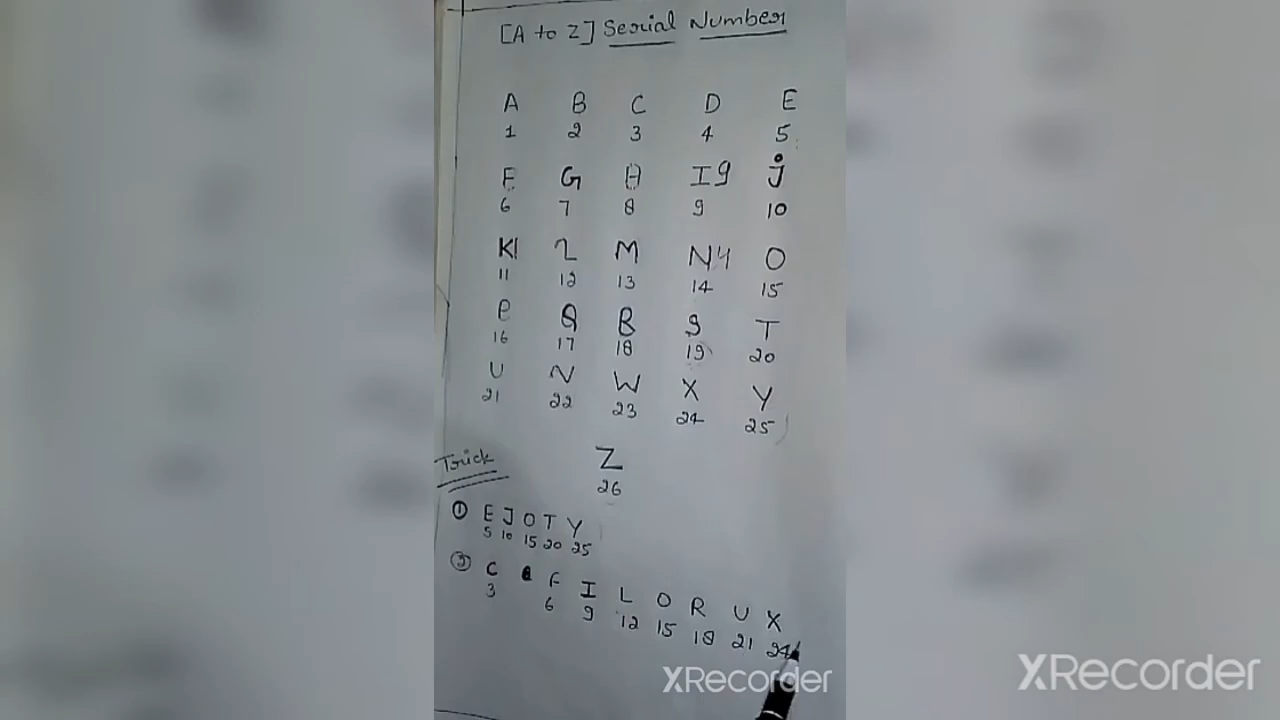 [A to Z] Serial Number
A B C D E
1 2 3 4 5
F G H I9 J
6 7 8 9 10
K L M N4 O
11 12 13 14 15
P Q R S T
16 17 18 19 20
U V W X Y
21 22 23 24 25
Z
26
Trick
① E J O T Y
5 10 15 20 25
② C F I L O R U X
3 6 9 12 15 18 21 24
XRecorder
XRecorder